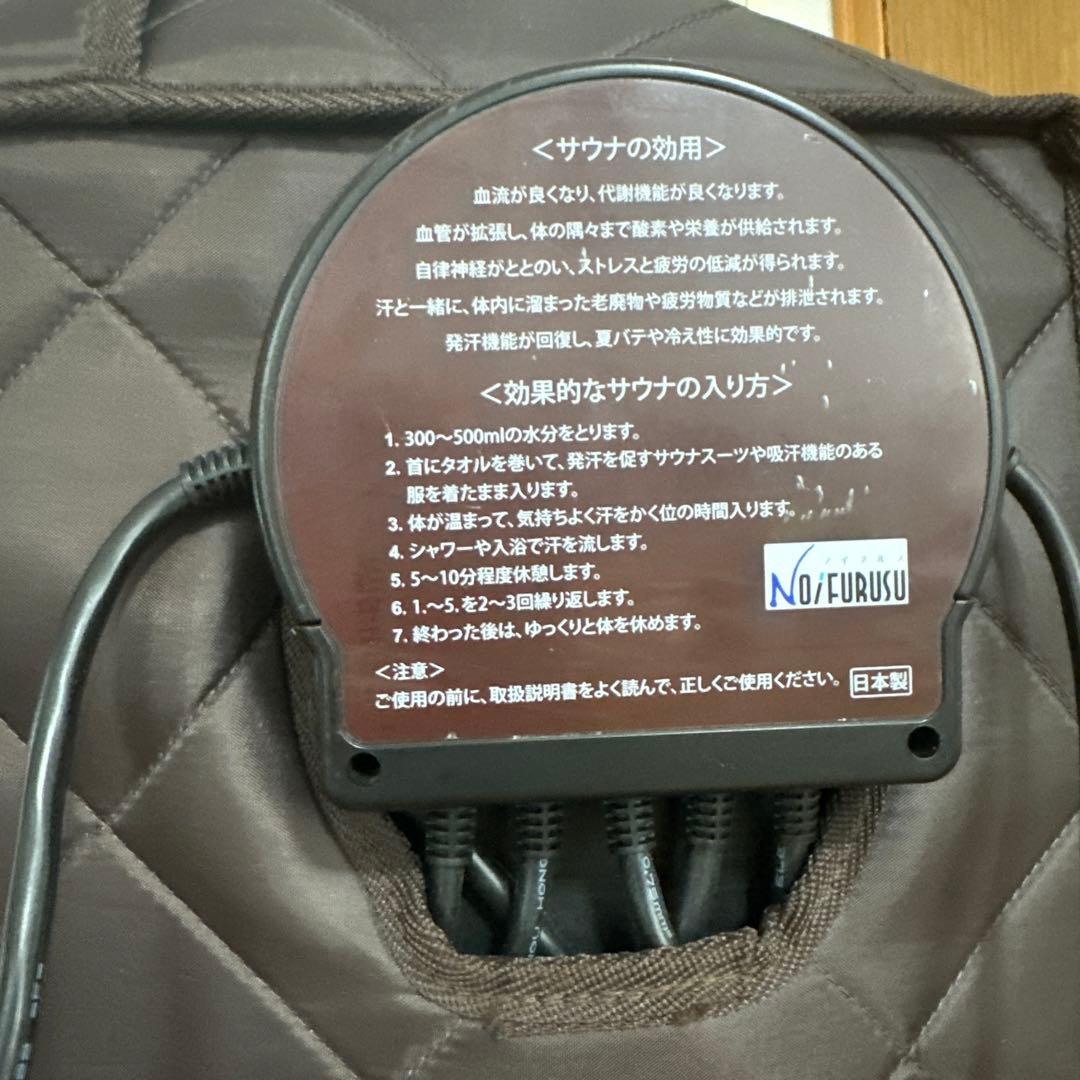 <サウナの効用>
血流が良くなり、代謝機能が良くなります。
血管が拡張し、体の隅々まで酸素や栄養が供給されます。
自律神経がととのい、ストレスと疲労の低減が得られます。
汗と一緒に、体内に溜まった老廃物や疲労物質などが排泄されます。
発汗機能が回復し、夏バテや冷え性に効果的です。
<効果的なサウナの入り方>
1. 300〜500mlの水分をとります。
2. 首にタオルを巻いて、発汗を促すサウナスーツや吸汗機能のある
服を着たまま入ります。
3. 体が温まって、気持ちよく汗をかく位の時間入ります。
4. シャワーや入浴で汗を流します。
5. 5〜10分程度休憩します。
6. 1.〜5.を2〜3回繰り返します。
7. 終わった後は、ゆっくりと体を休めます。
ノイフルス
NOiFURUSU
<注意>
ご使用の前に、取扱説明書をよく読んで、正しくご使用ください。
日本製
HONG
0.75m